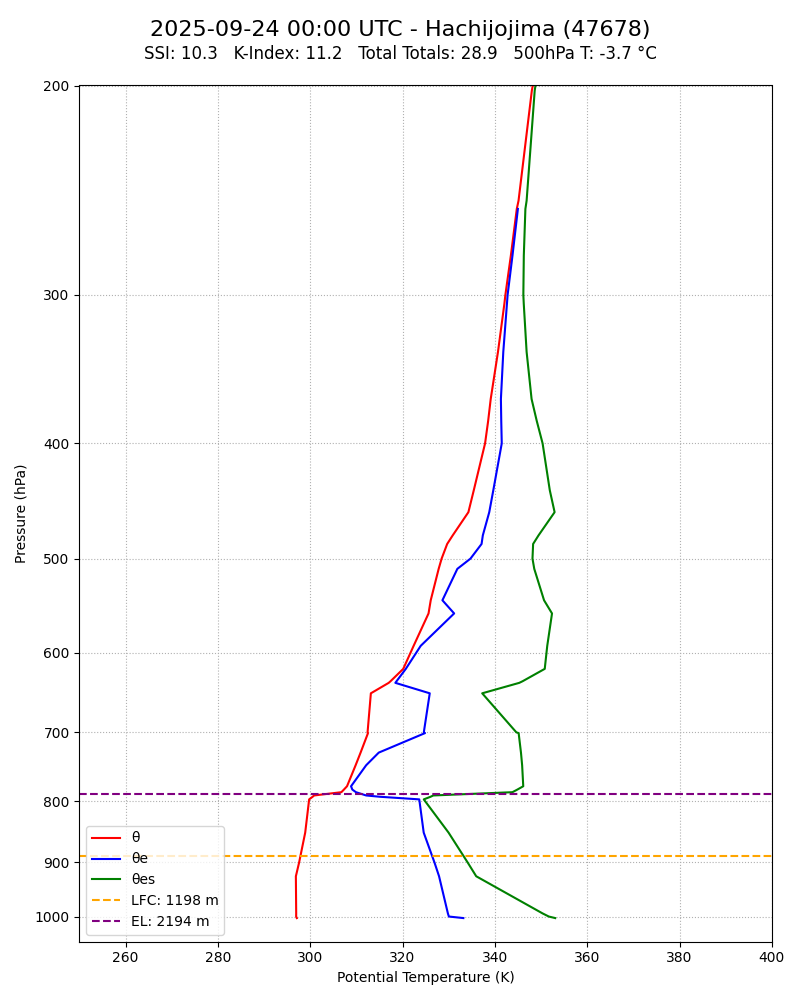 2025-09-24 00:00 UTC - Hachijojima (47678)
SSI: 10.3 K-Index: 11.2 Total Totals: 28.9 500hPa T: -3.7 °C
200
300
400
500
600
700
800
900
1000
Pressure (hPa)
θ
θe
θes
LFC: 1198 m
EL: 2194 m
260 280 300 320 340 360 380 400
Potential Temperature (K)